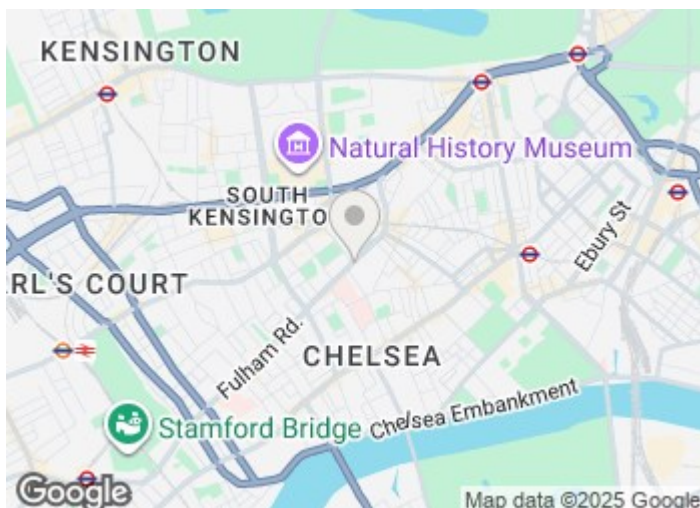 KENSINGTON
Natural History Museum
SOUTH
KENSINGTO
Ebury St
RL'S COURT
Fulham Rd.
CHELSEA
Chelsea Embankment
Stamford Bridge
Google
Map data ©2025 Google